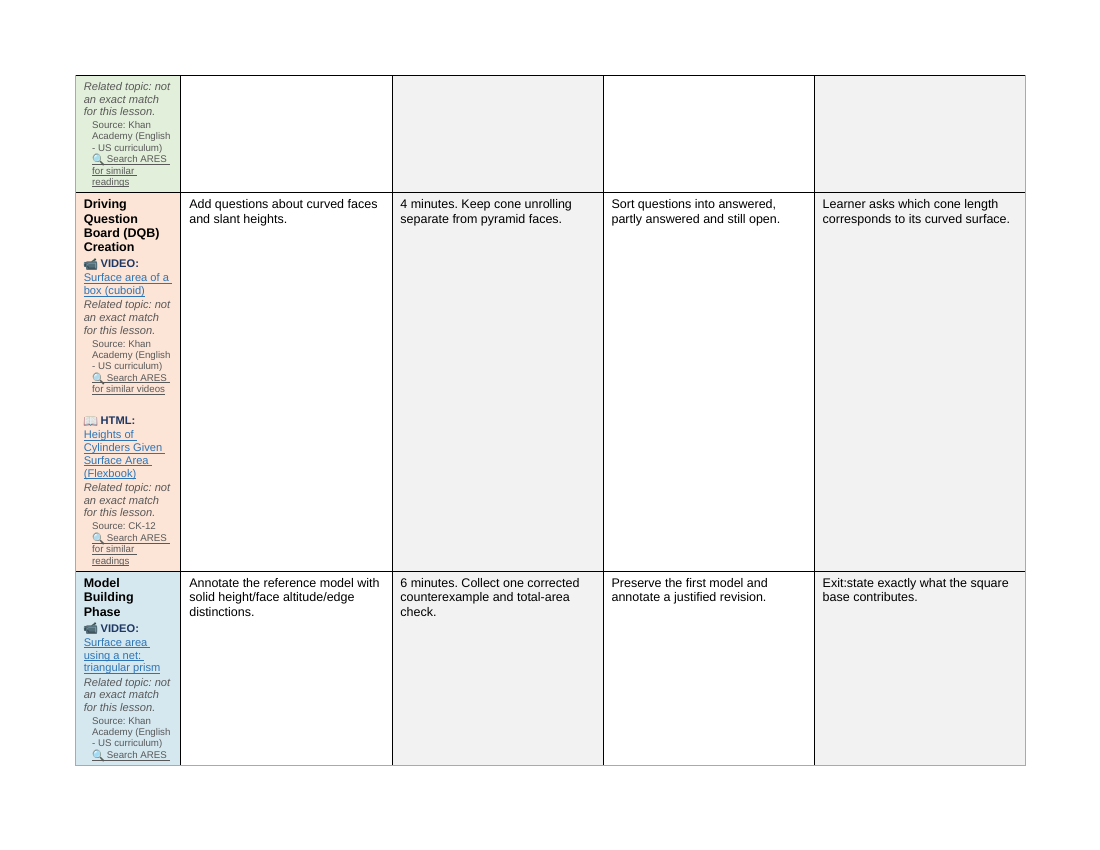 Related topic: not
an exact match
for this lesson.
Source: Khan
Academy (English
- US curriculum)
🔍 Search ARES
for similar
readings
Driving
Question
Board (DQB)
Creation
📹 VIDEO:
Surface area of a
box (cuboid)
Related topic: not
an exact match
for this lesson.
Source: Khan
Academy (English
- US curriculum)
🔍 Search ARES
for similar videos
📖 HTML:
Heights of
Cylinders Given
Surface Area
(Flexbook)
Related topic: not
an exact match
for this lesson.
Source: CK-12
🔍 Search ARES
for similar
readings
Add questions about curved faces
and slant heights.
4 minutes. Keep cone unrolling
separate from pyramid faces.
Sort questions into answered,
partly answered and still open.
Learner asks which cone length
corresponds to its curved surface.
Model
Building
Phase
📹 VIDEO:
Surface area
using a net:
triangular prism
Related topic: not
an exact match
for this lesson.
Source: Khan
Academy (English
- US curriculum)
🔍 Search ARES
Annotate the reference model with
solid height/face altitude/edge
distinctions.
6 minutes. Collect one corrected
counterexample and total-area
check.
Preserve the first model and
annotate a justified revision.
Exit:state exactly what the square
base contributes.